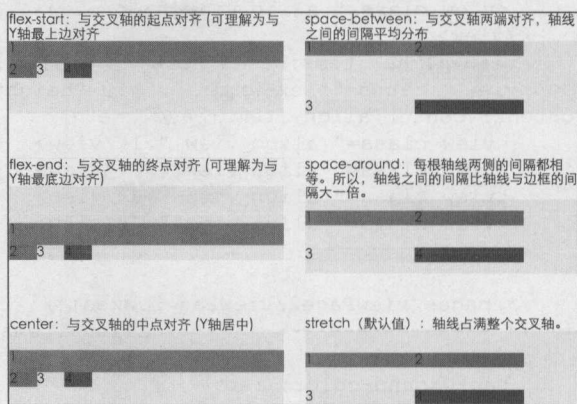 flex-start：与交叉轴的起点对齐 (可理解为与
Y轴最上边对齐
1
2 3 4
flex-end：与交叉轴的终点对齐 (可理解为与
Y轴最底边对齐)
1
2 3 4
center：与交叉轴的中点对齐 (Y轴居中)
1
2 3 4
space-between：与交叉轴两端对齐，轴线
之间的间隔平均分布
1 2
3 4
space-around：每根轴线两侧的间隔都相
等。所以，轴线之间的间隔比轴线与边框的间
隔大一倍。
1 2
3 4
stretch（默认值）：轴线占满整个交叉轴。
1 2
3 4